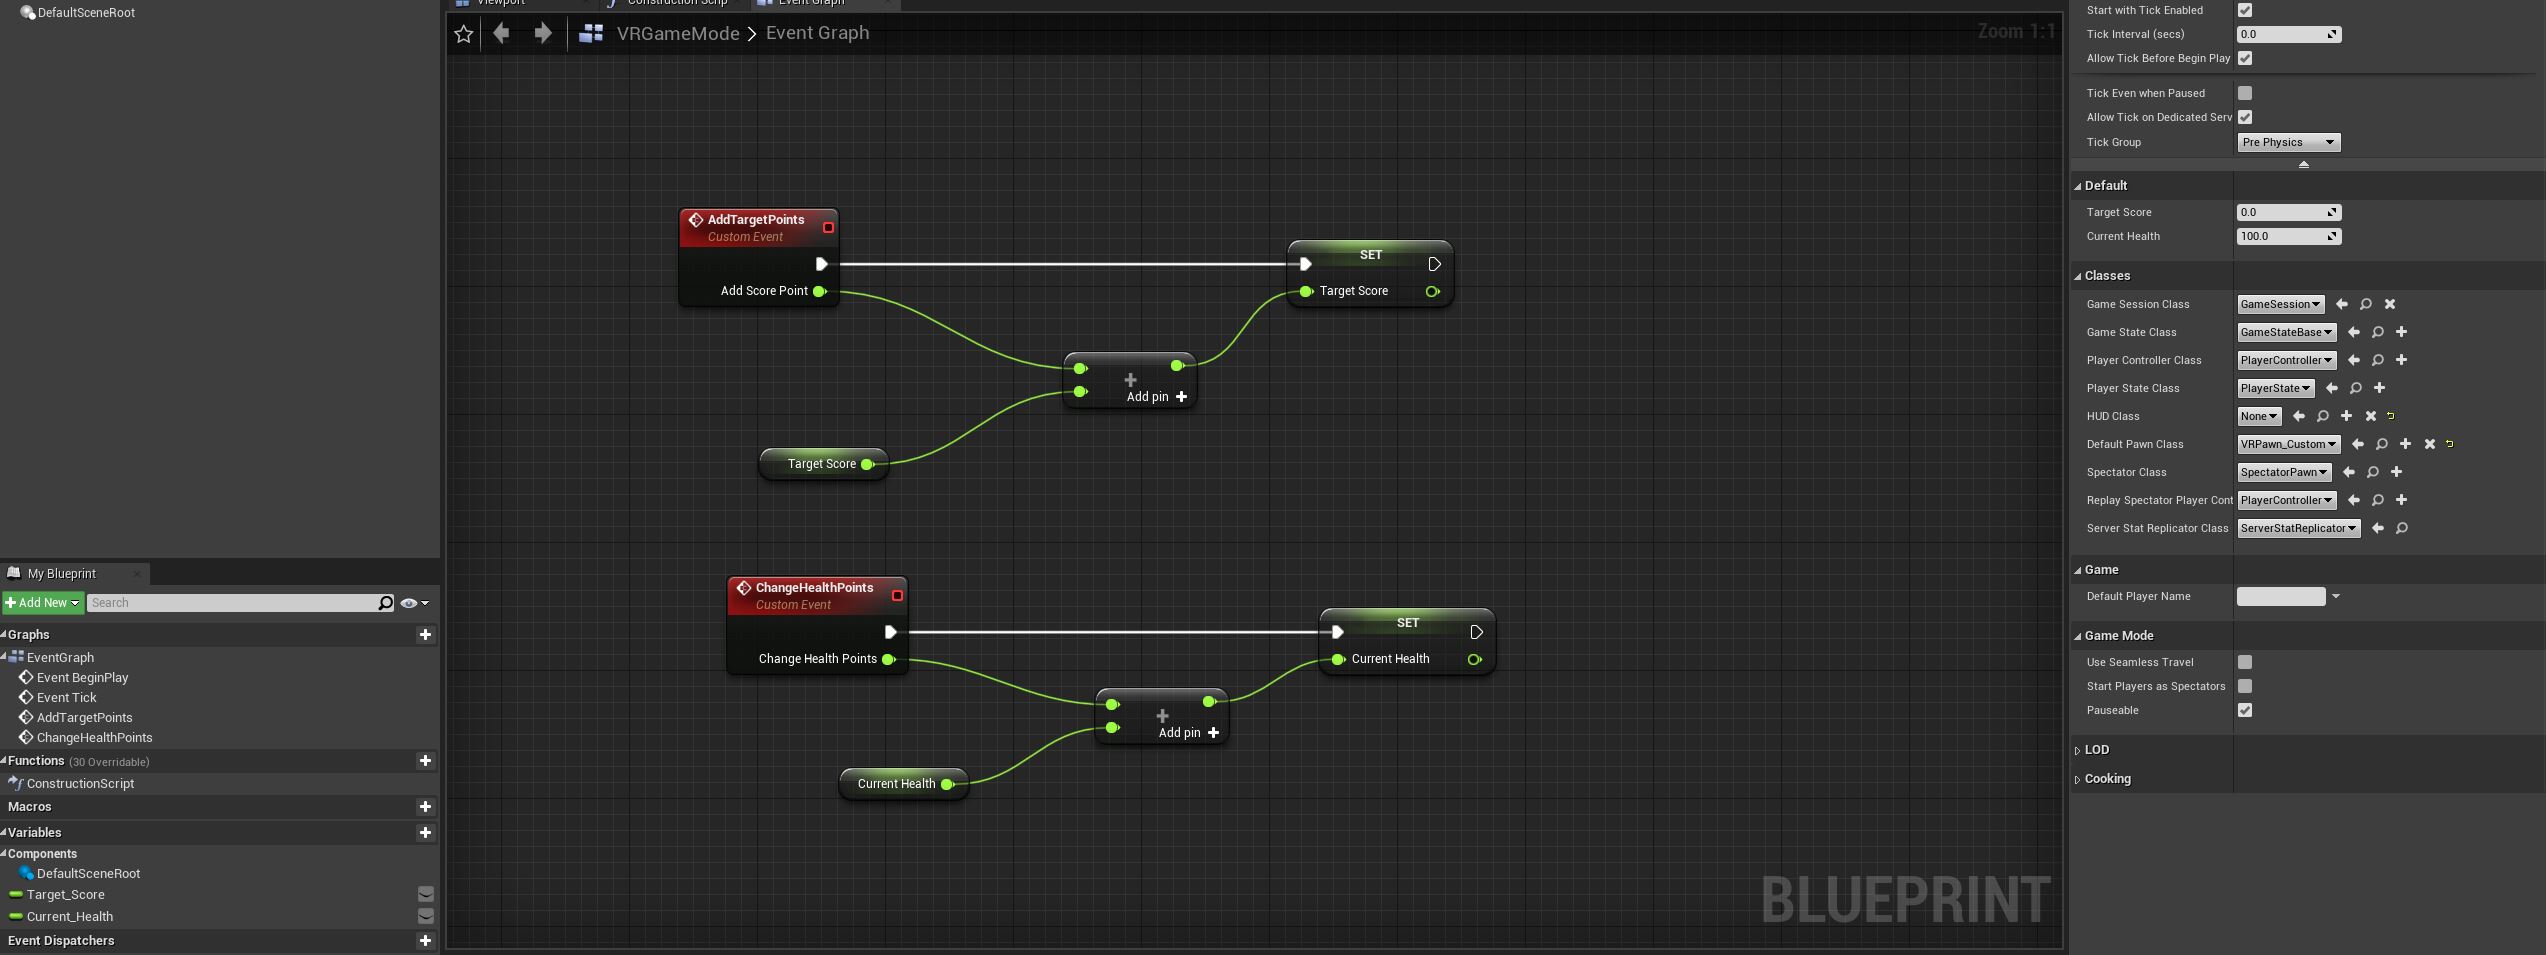 DefaultSceneRoot
Viewport
Construction Scrip
Event Graph
VRGameMode > Event Graph
Zoom 1:1
AddTargetPoints
Custom Event
Add Score Point
SET
Target Score
Add pin
Target Score
ChangeHealthPoints
Custom Event
Change Health Points
SET
Current Health
Add pin
Current Health
BLUEPRINT
My Blueprint
Add New
Search
Graphs
EventGraph
Event BeginPlay
Event Tick
AddTargetPoints
ChangeHealthPoints
Functions (30 Overridable)
ConstructionScript
Macros
Variables
Components
DefaultSceneRoot
Target_Score
Current_Health
Event Dispatchers
Start with Tick Enabled
Tick Interval (secs) 0.0
Allow Tick Before Begin Play
Tick Even when Paused
Allow Tick on Dedicated Serv
Tick Group Pre Physics
Default
Target Score 0.0
Current Health 100.0
Classes
Game Session Class GameSession
Game State Class GameStateBase
Player Controller Class PlayerController
Player State Class PlayerState
HUD Class None
Default Pawn Class VRPawn_Custom
Spectator Class SpectatorPawn
Replay Spectator Player Cont PlayerController
Server Stat Replicator Class ServerStatReplicator
Game
Default Player Name
Game Mode
Use Seamless Travel
Start Players as Spectators
Pauseable
LOD
Cooking